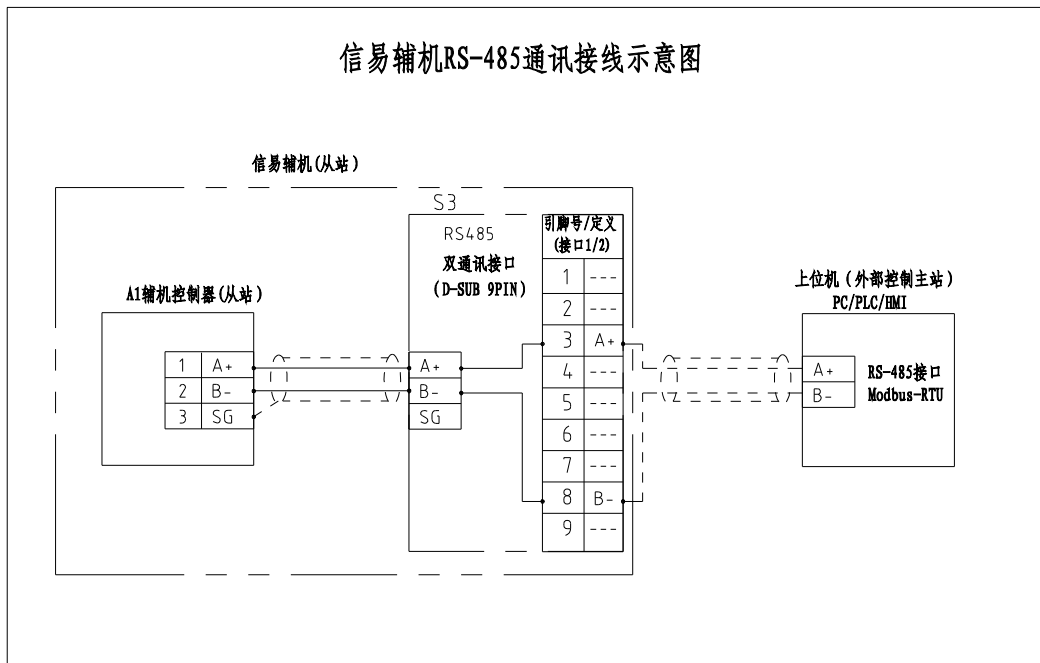 信易辅机RS-485通讯接线示意图
信易辅机(从站)
S3
RS485
双通讯接口
(D-SUB 9PIN)
引脚号/定义
(接口1/2)
1 ---
2 ---
3 A+
4 ---
5 ---
6 ---
7 ---
8 B-
9 ---
A1辅机控制器(从站)
1 A+
2 B-
3 SG
A+
B-
SG
上位机(外部控制主站)
PC/PLC/HMI
A+
B-
RS-485接口
Modbus-RTU